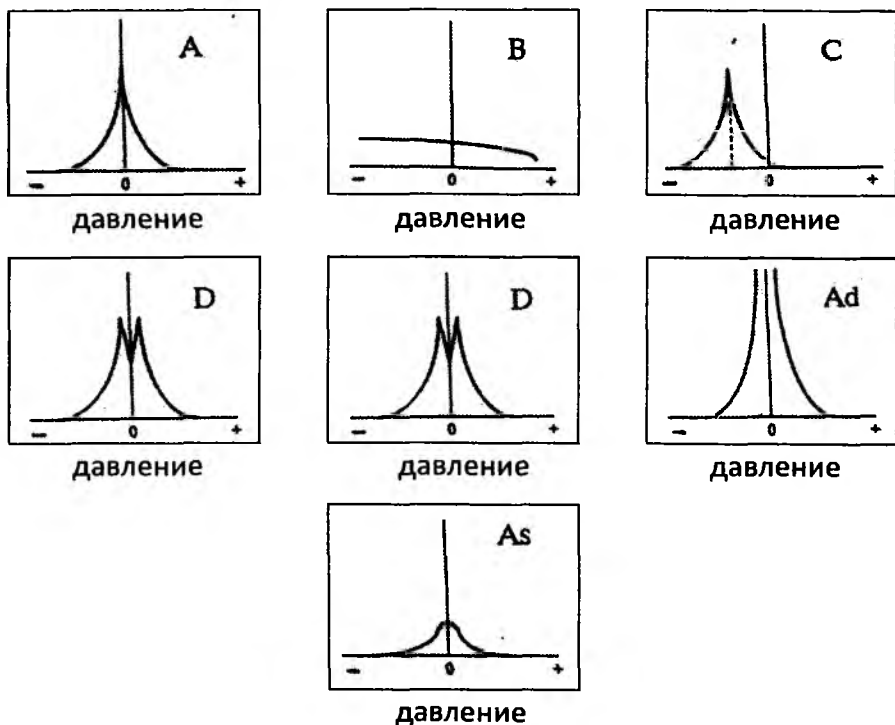 A B C
− 0 + − 0 + − 0 +
давление давление давление
D D Ad
− 0 + − 0 + − 0 +
давление давление давление
As
− 0 +
давление